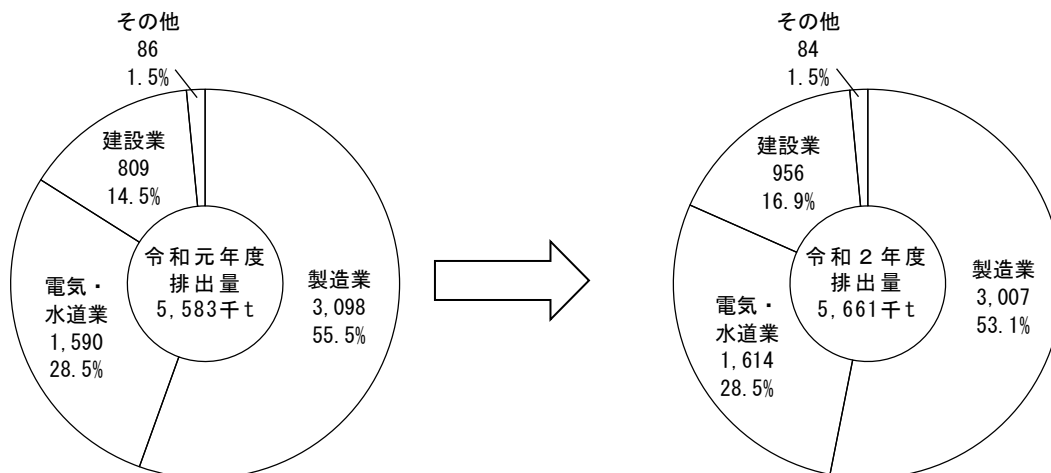 その他
86
1.5%
建設業
809
14.5%
電気・
水道業
1,590
28.5%
令和元年度
排出量
5,583千t
製造業
3,098
55.5%
その他
84
1.5%
建設業
956
16.9%
電気・
水道業
1,614
28.5%
令和２年度
排出量
5,661千t
製造業
3,007
53.1%